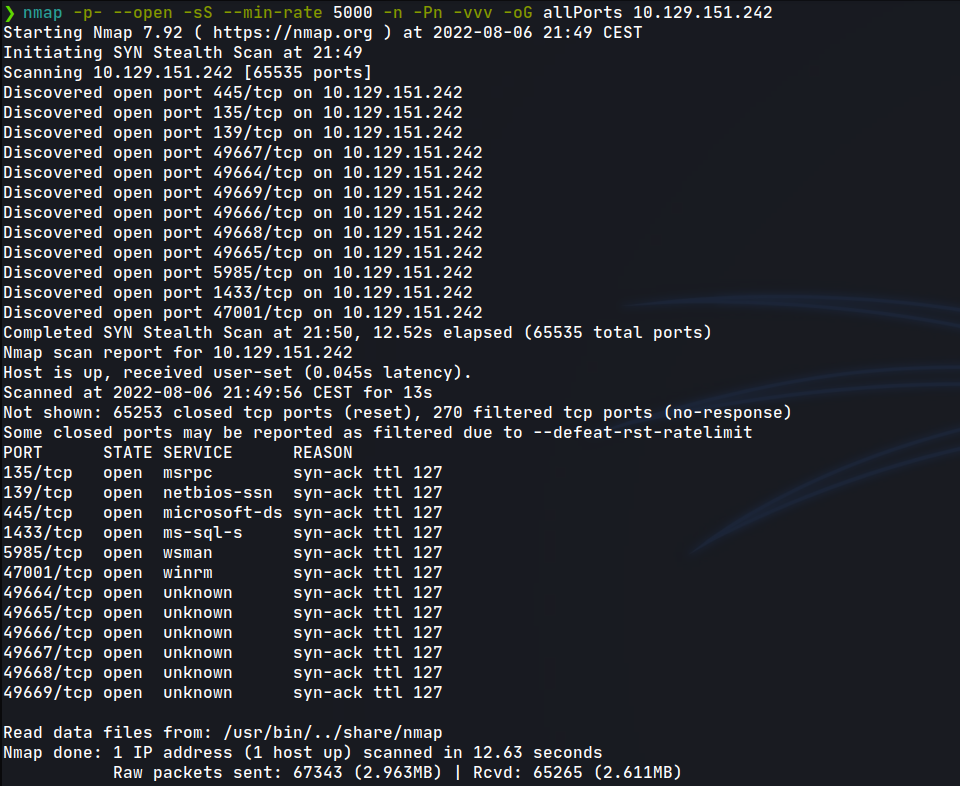 ❯ nmap -p- --open -sS --min-rate 5000 -n -Pn -vvv -oG allPorts 10.129.151.242
Starting Nmap 7.92 ( https://nmap.org ) at 2022-08-06 21:49 CEST
Initiating SYN Stealth Scan at 21:49
Scanning 10.129.151.242 [65535 ports]
Discovered open port 445/tcp on 10.129.151.242
Discovered open port 135/tcp on 10.129.151.242
Discovered open port 139/tcp on 10.129.151.242
Discovered open port 49667/tcp on 10.129.151.242
Discovered open port 49664/tcp on 10.129.151.242
Discovered open port 49669/tcp on 10.129.151.242
Discovered open port 49666/tcp on 10.129.151.242
Discovered open port 49668/tcp on 10.129.151.242
Discovered open port 49665/tcp on 10.129.151.242
Discovered open port 5985/tcp on 10.129.151.242
Discovered open port 1433/tcp on 10.129.151.242
Discovered open port 47001/tcp on 10.129.151.242
Completed SYN Stealth Scan at 21:50, 12.52s elapsed (65535 total ports)
Nmap scan report for 10.129.151.242
Host is up, received user-set (0.045s latency).
Scanned at 2022-08-06 21:49:56 CEST for 13s
Not shown: 65253 closed tcp ports (reset), 270 filtered tcp ports (no-response)
Some closed ports may be reported as filtered due to --defeat-rst-ratelimit
PORT      STATE SERVICE      REASON
135/tcp   open  msrpc        syn-ack ttl 127
139/tcp   open  netbios-ssn  syn-ack ttl 127
445/tcp   open  microsoft-ds syn-ack ttl 127
1433/tcp  open  ms-sql-s     syn-ack ttl 127
5985/tcp  open  wsman        syn-ack ttl 127
47001/tcp open  winrm        syn-ack ttl 127
49664/tcp open  unknown      syn-ack ttl 127
49665/tcp open  unknown      syn-ack ttl 127
49666/tcp open  unknown      syn-ack ttl 127
49667/tcp open  unknown      syn-ack ttl 127
49668/tcp open  unknown      syn-ack ttl 127
49669/tcp open  unknown      syn-ack ttl 127
Read data files from: /usr/bin/../share/nmap
Nmap done: 1 IP address (1 host up) scanned in 12.63 seconds
           Raw packets sent: 67343 (2.963MB) | Rcvd: 65265 (2.611MB)